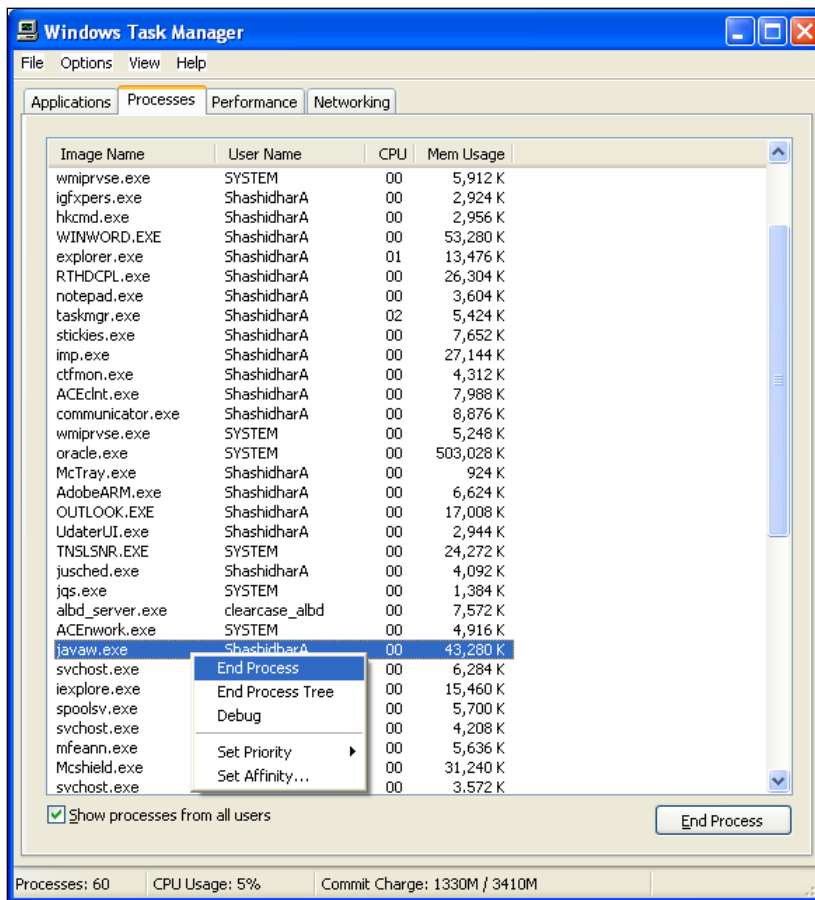 Windows Task Manager
File Options View Help
Applications Processes Performance Networking
Image Name User Name CPU Mem Usage
wmiprvse.exe SYSTEM 00 5,912 K
igfxpers.exe ShashidharA 00 2,924 K
hkcmd.exe ShashidharA 00 2,956 K
WINWORD.EXE ShashidharA 00 53,280 K
explorer.exe ShashidharA 01 13,476 K
RTHDCPL.exe ShashidharA 00 26,304 K
notepad.exe ShashidharA 00 3,604 K
taskmgr.exe ShashidharA 02 5,424 K
stickies.exe ShashidharA 00 7,652 K
imp.exe ShashidharA 00 27,144 K
ctfmon.exe ShashidharA 00 4,312 K
ACEclnt.exe ShashidharA 00 7,988 K
communicator.exe ShashidharA 00 8,876 K
wmiprvse.exe SYSTEM 00 5,248 K
oracle.exe SYSTEM 00 503,028 K
McTray.exe ShashidharA 00 924 K
AdobeARM.exe ShashidharA 00 6,624 K
OUTLOOK.EXE ShashidharA 00 17,008 K
UdaterUI.exe ShashidharA 00 2,944 K
TNSLSNR.EXE SYSTEM 00 24,272 K
jusched.exe ShashidharA 00 4,092 K
jqs.exe SYSTEM 00 1,384 K
albd_server.exe clearcase_albd 00 7,572 K
ACEnwork.exe SYSTEM 00 4,916 K
javaw.exe ShashidharA 00 43,280 K
svchost.exe End Process 00 6,284 K
iexplore.exe End Process Tree 00 15,460 K
spoolsv.exe Debug 00 5,700 K
svchost.exe 00 4,208 K
mfeann.exe Set Priority 00 5,636 K
Mcshield.exe Set Affinity... 00 31,240 K
svchost.exe 00 3,572 K
Show processes from all users End Process
Processes: 60 CPU Usage: 5% Commit Charge: 1330M / 3410M